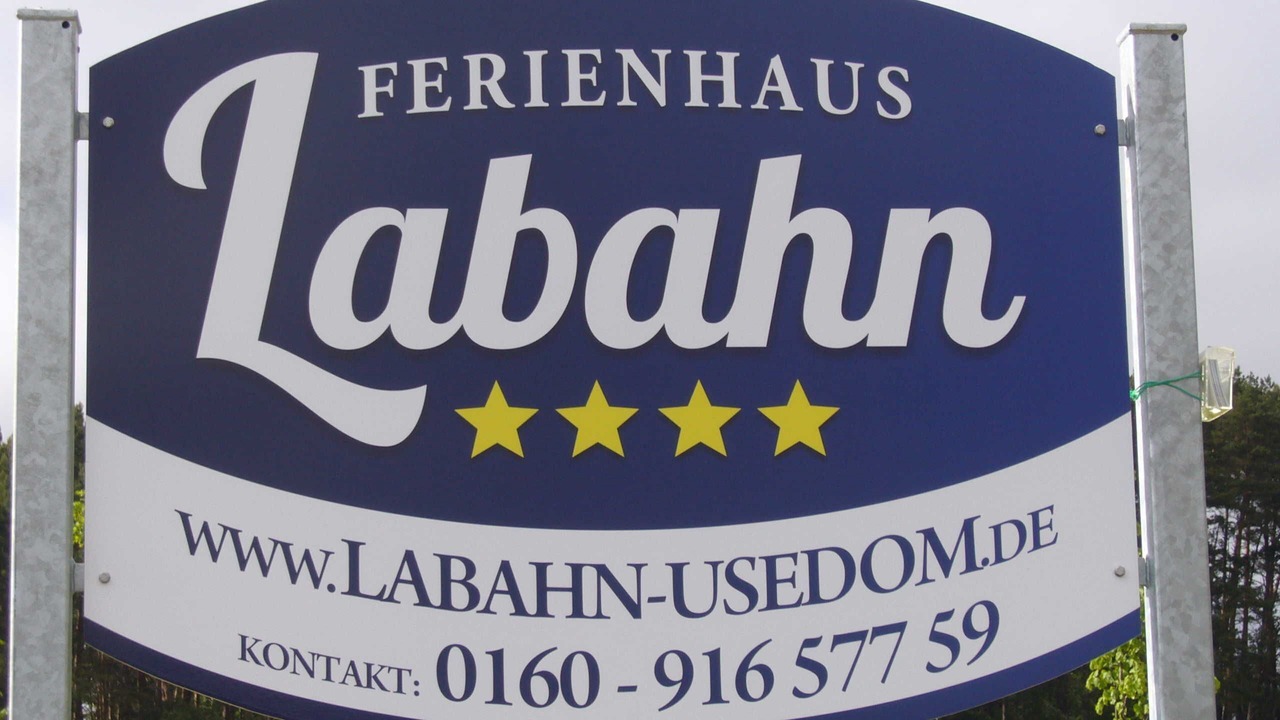 FERIENHAUS
Labahn
www.LABAHN-USEDOM.DE
KONTAKT: 0160 - 916 577 59